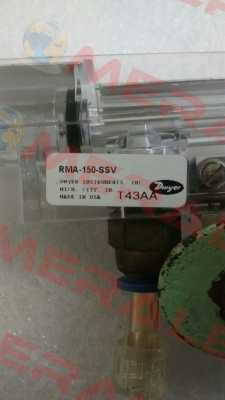 RMA-150-SSV
DWYER INSTRUMENTS, INC.
MICH. CITY, IN.
MADE IN USA T43AA
Dwyer